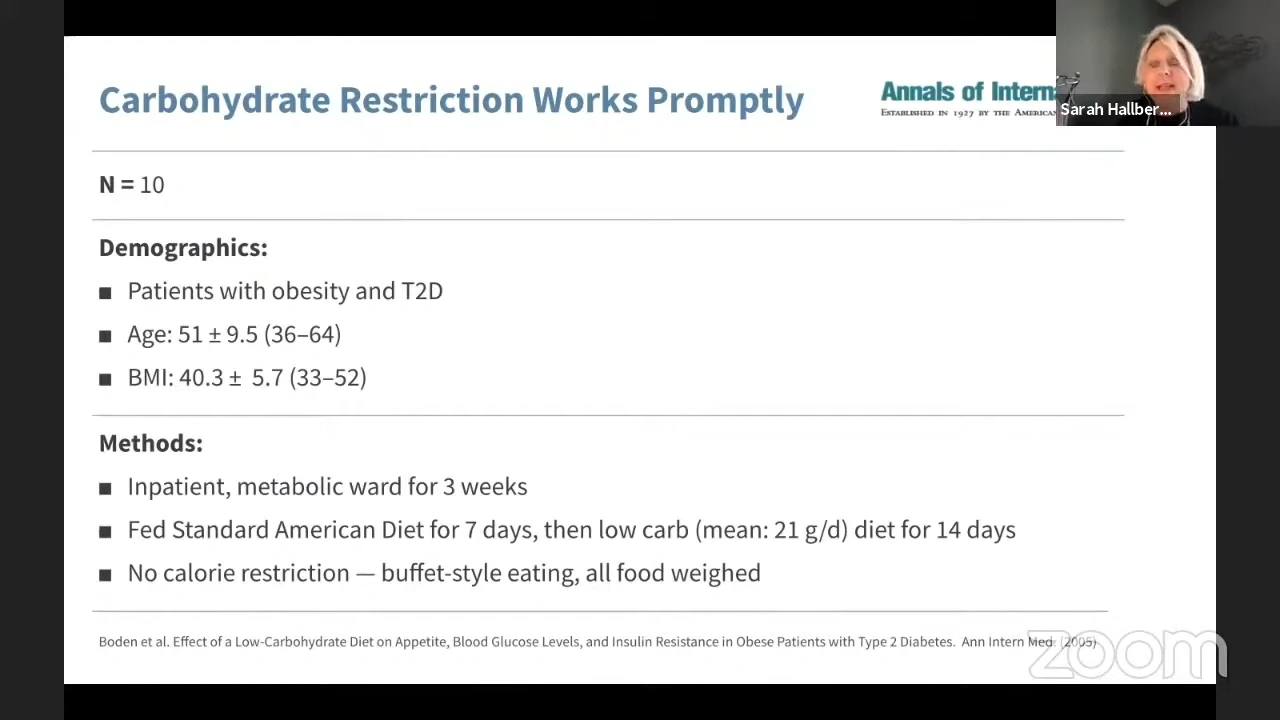 Carbohydrate Restriction Works Promptly
Annals of Interna
ESTABLISHED IN 1927 BY THE AMERICAN
Sarah Hallber...
N = 10
Demographics:
■ Patients with obesity and T2D
■ Age: 51 ± 9.5 (36–64)
■ BMI: 40.3 ± 5.7 (33–52)
Methods:
■ Inpatient, metabolic ward for 3 weeks
■ Fed Standard American Diet for 7 days, then low carb (mean: 21 g/d) diet for 14 days
■ No calorie restriction — buffet-style eating, all food weighed
Boden et al. Effect of a Low-Carbohydrate Diet on Appetite, Blood Glucose Levels, and Insulin Resistance in Obese Patients with Type 2 Diabetes. Ann Intern Med. (2005)
zoom